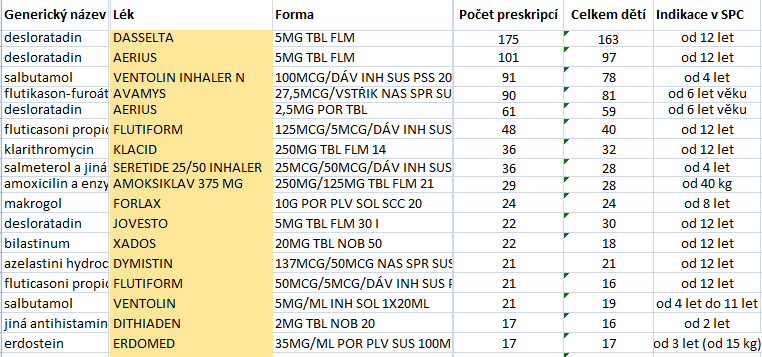 Generický název Lék Forma Počet preskripcí Celkem dětí Indikace v SPC
desloratadin DASSELTA 5MG TBL FLM 175 163 od 12 let
desloratadin AERIUS 5MG TBL FLM 101 97 od 12 let
salbutamol VENTOLIN INHALER N 100MCG/DÁV INH SUS PSS 20 91 78 od 4 let
flutikason-furoát AVAMYS 27,5MCG/VSTŘIK NAS SPR SU 90 81 od 6 let věku
desloratadin AERIUS 2,5MG POR TBL 61 59 od 6 let věku
fluticasoni propic FLUTIFORM 125MCG/5MCG/DÁV INH SUS 48 40 od 12 let
klarithromycin KLACID 250MG TBL FLM 14 36 32 od 12 let
salmeterol a jiná SERETIDE 25/50 INHALER 25MCG/50MCG/DÁV INH SUS 36 28 od 4 let
amoxicilin a enzy AMOKSIKLAV 375 MG 250MG/125MG TBL FLM 21 29 28 od 40 kg
makrogol FORLAX 10G POR PLV SOL SCC 20 24 24 od 8 let
desloratadin JOVESTO 5MG TBL FLM 30 I 22 30 od 12 let
bilastinum XADOS 20MG TBL NOB 50 22 18 od 12 let
azelastini hydroc DYMISTIN 137MCG/50MCG NAS SPR SUS 21 21 od 12 let
fluticasoni propic FLUTIFORM 50MCG/5MCG/DÁV INH SUS P 21 16 od 12 let
salbutamol VENTOLIN 5MG/ML INH SOL 1X20ML 21 19 od 4 let do 11 let
jiná antihistamin DITHIADEN 2MG TBL NOB 20 17 16 od 2 let
erdostein ERDOMED 35MG/ML POR PLV SUS 100M 17 17 od 3 let (od 15 kg)